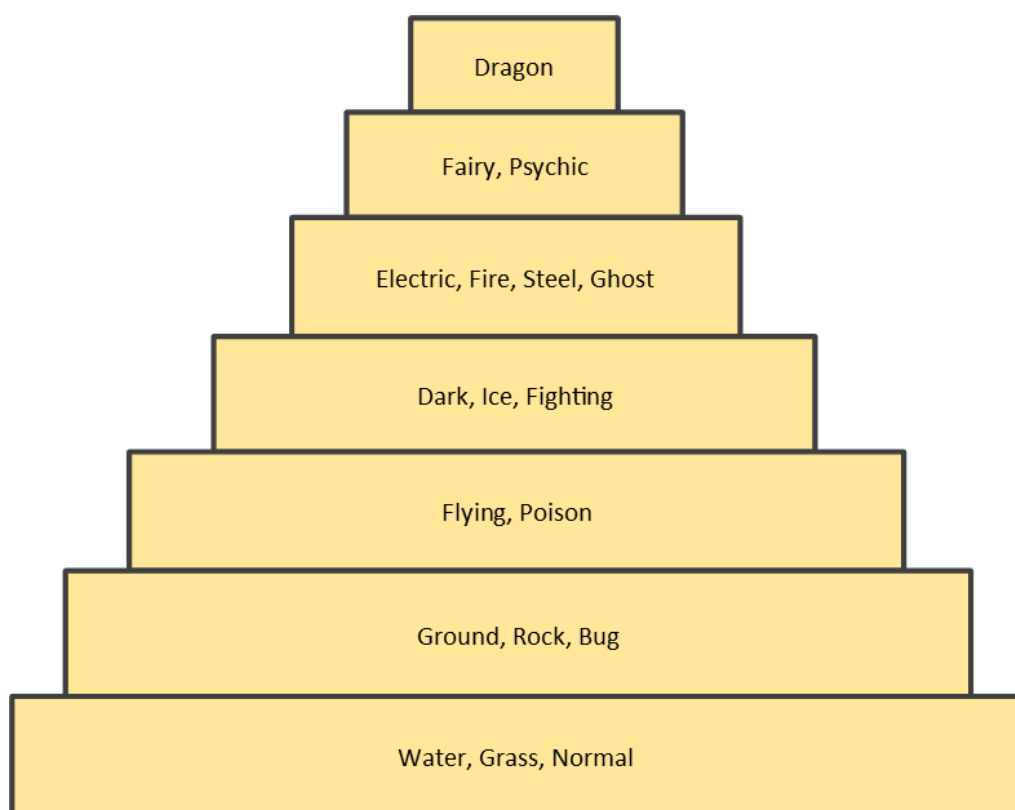 Dragon
Fairy, Psychic
Electric, Fire, Steel, Ghost
Dark, Ice, Fighting
Flying, Poison
Ground, Rock, Bug
Water, Grass, Normal